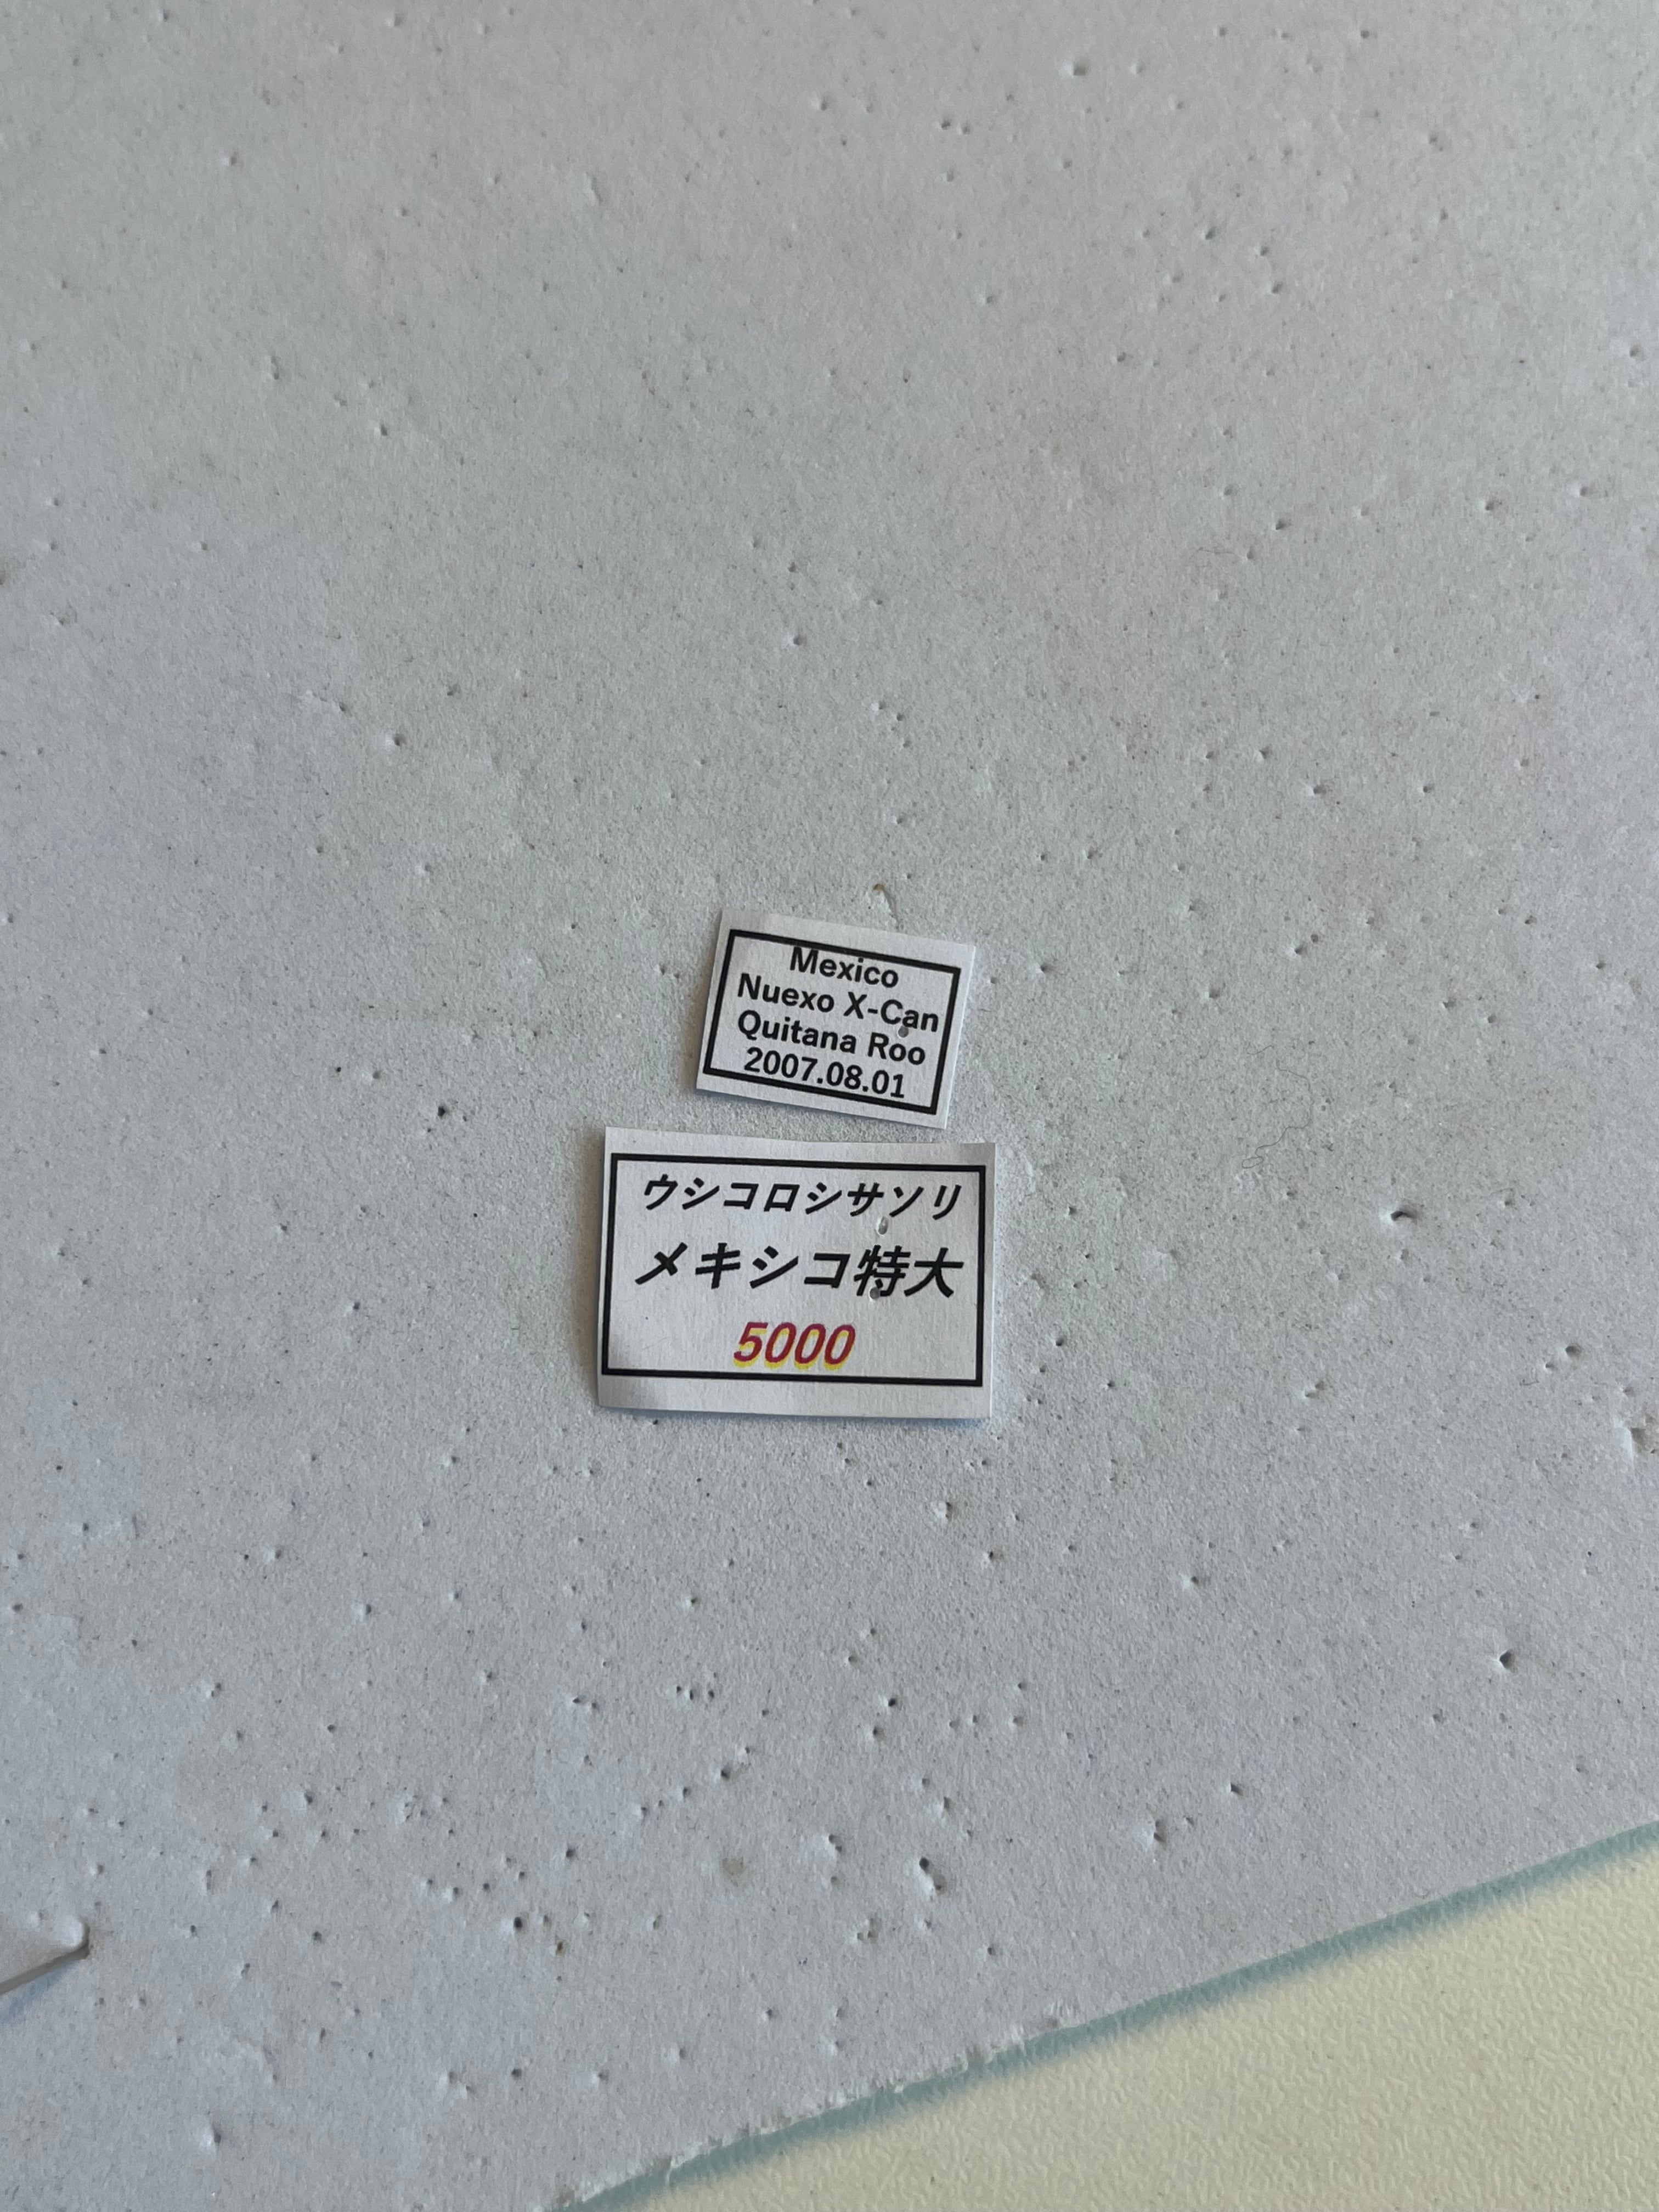 Mexico
Nuexo X-Can
Quitana Roo
2007.08.01
ウシコロシサソリ
メキシコ特大
5000